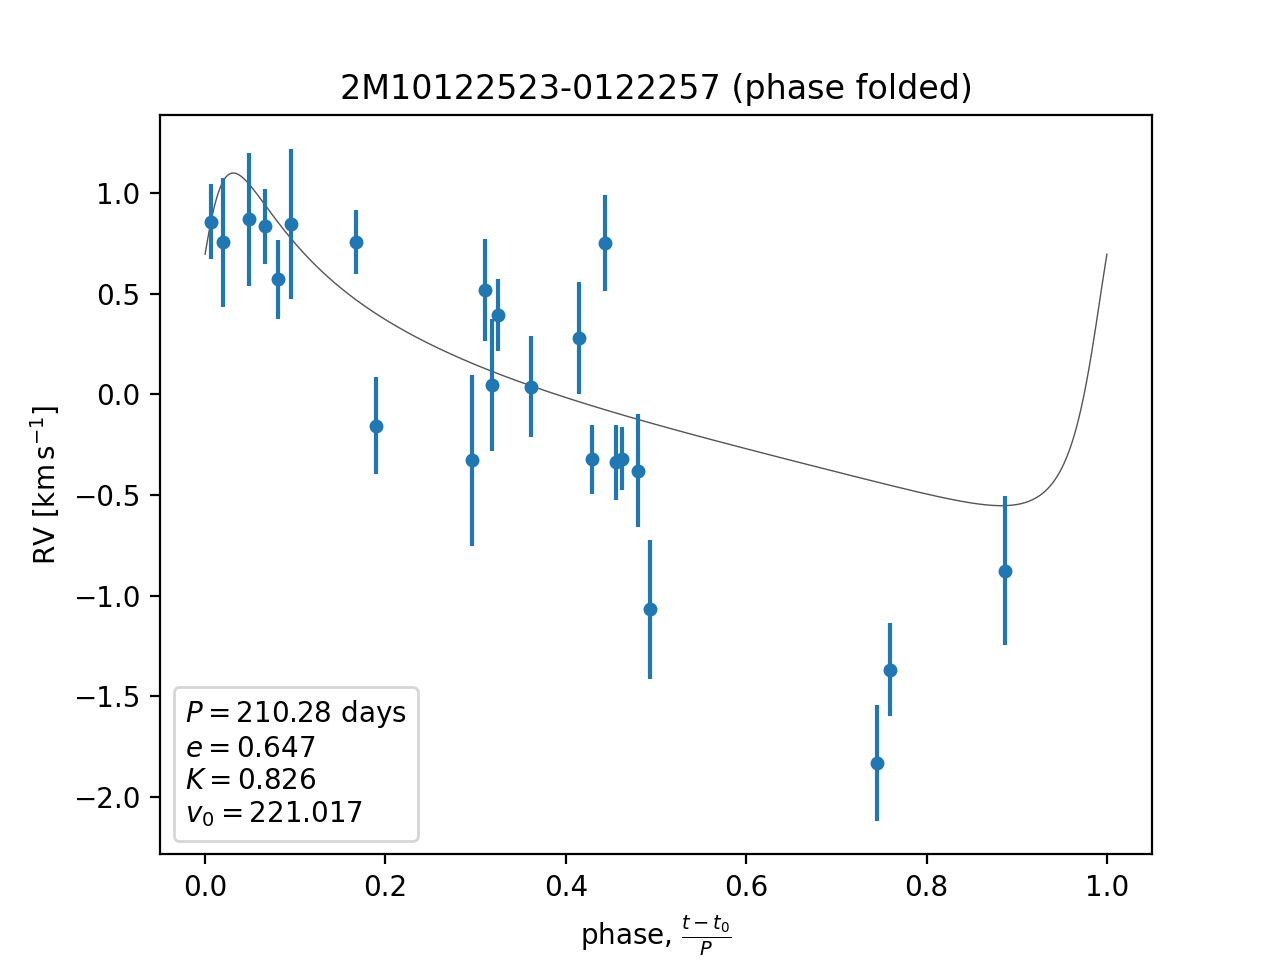 2M10122523-0122257 (phase folded)
RV [km s⁻¹]
1.0
0.5
0.0
−0.5
−1.0
−1.5
−2.0
P = 210.28 days
e = 0.647
K = 0.826
v₀ = 221.017
0.0 0.2 0.4 0.6 0.8 1.0
phase, (t − t₀)/P